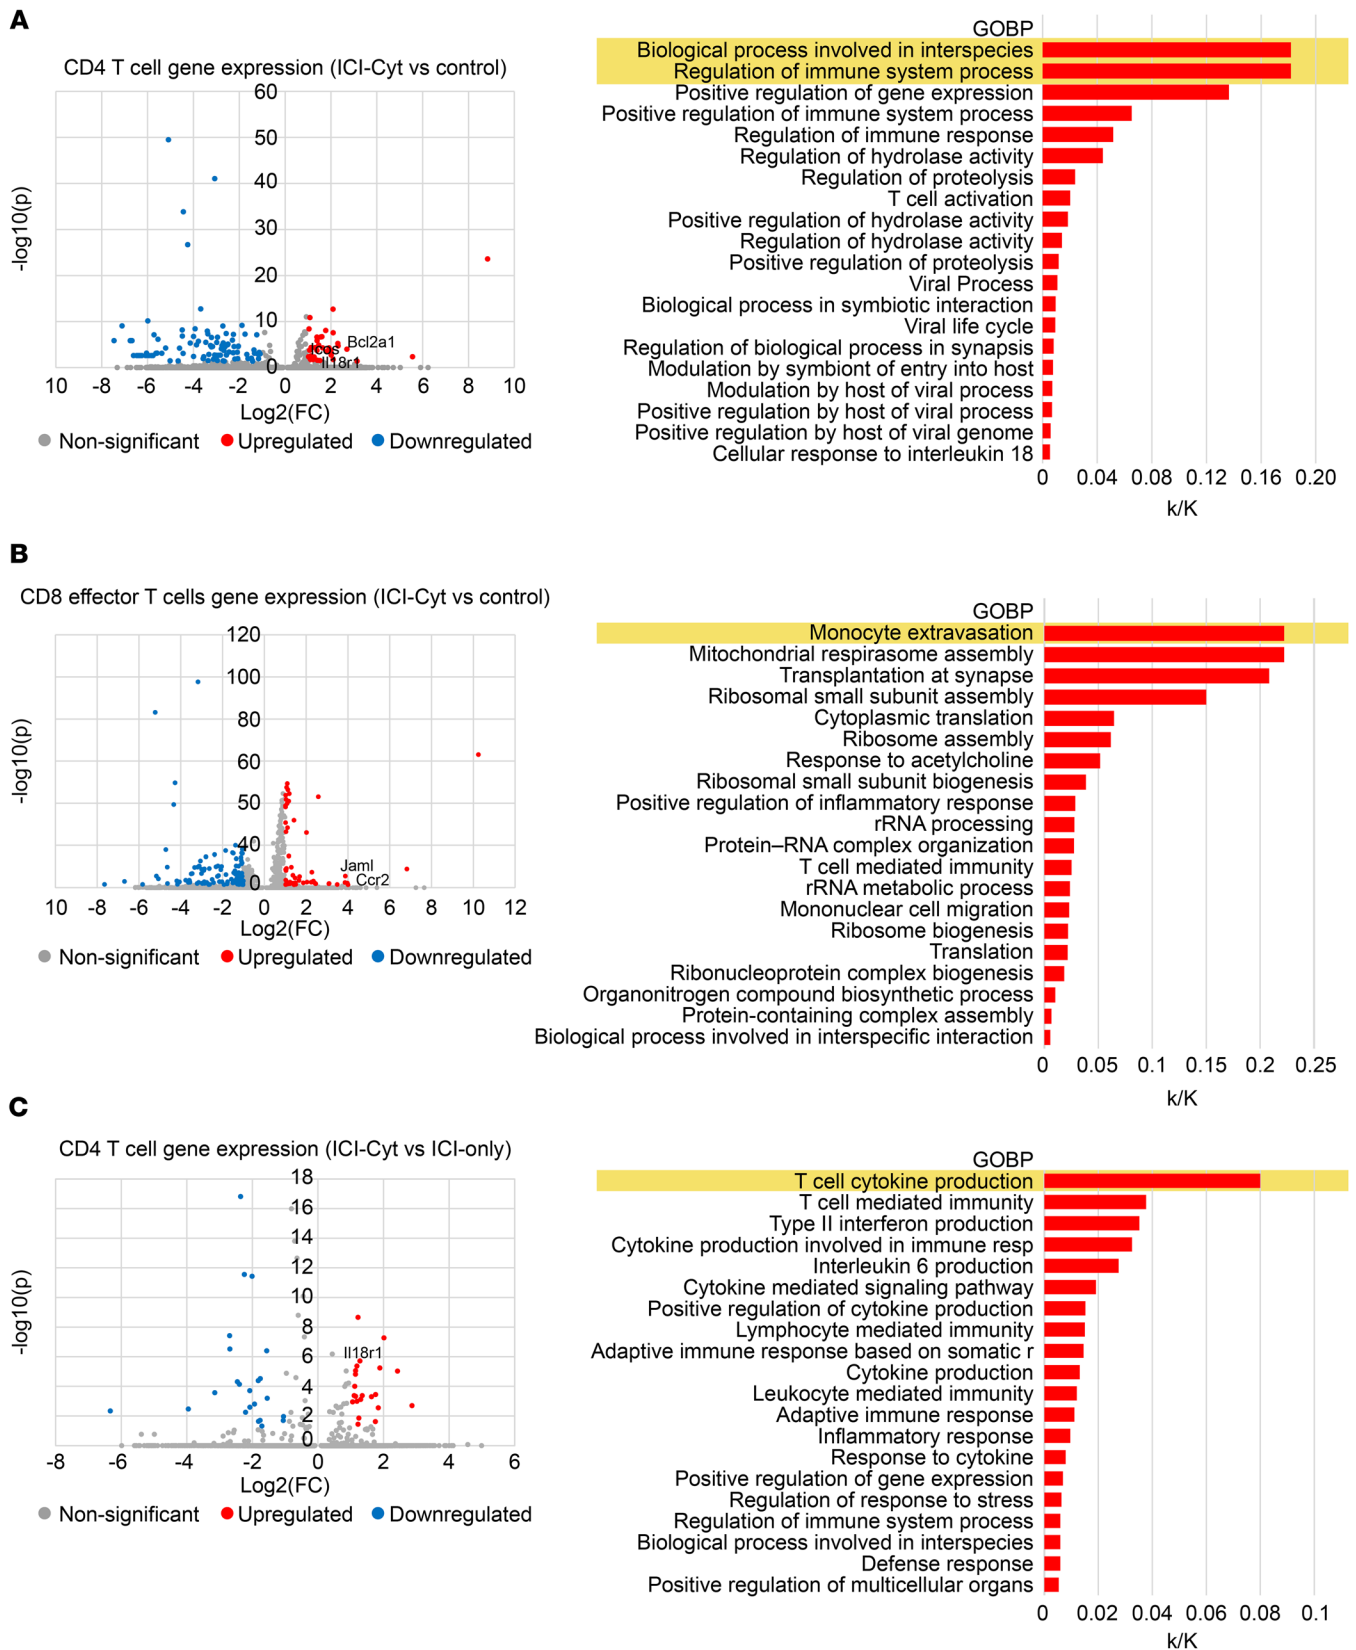 A
CD4 T cell gene expression (ICI-Cyt vs control)
-log10(p)
60
50
40
30
20
10
0
Bcl2a1
Icos
Il18r1
10 -8 -6 -4 -2 0 2 4 6 8 10
Log2(FC)
Non-significant Upregulated Downregulated
GOBP
Biological process involved in interspecies
Regulation of immune system process
Positive regulation of gene expression
Positive regulation of immune system process
Regulation of immune response
Regulation of hydrolase activity
Regulation of proteolysis
T cell activation
Positive regulation of hydrolase activity
Regulation of hydrolase activity
Positive regulation of proteolysis
Viral Process
Biological process in symbiotic interaction
Viral life cycle
Regulation of biological process in synapsis
Modulation by symbiont of entry into host
Modulation by host of viral process
Positive regulation by host of viral process
Positive regulation by host of viral genome
Cellular response to interleukin 18
0 0.04 0.08 0.12 0.16 0.20
k/K
B
CD8 effector T cells gene expression (ICI-Cyt vs control)
-log10(p)
120
100
80
60
50
40
0
Jaml
Ccr2
10 -8 -6 -4 -2 0 2 4 6 8 10 12
Log2(FC)
Non-significant Upregulated Downregulated
GOBP
Monocyte extravasation
Mitochondrial respirasome assembly
Transplantation at synapse
Ribosomal small subunit assembly
Cytoplasmic translation
Ribosome assembly
Response to acetylcholine
Ribosomal small subunit biogenesis
Positive regulation of inflammatory response
rRNA processing
Protein–RNA complex organization
T cell mediated immunity
rRNA metabolic process
Mononuclear cell migration
Ribosome biogenesis
Translation
Ribonucleoprotein complex biogenesis
Organonitrogen compound biosynthetic process
Protein-containing complex assembly
Biological process involved in interspecific interaction
0 0.05 0.1 0.15 0.2 0.25
k/K
C
CD4 T cell gene expression (ICI-Cyt vs ICI-only)
-log10(p)
18
16
14
12
10
8
6
4
2
0
Il18r1
-8 -6 -4 -2 0 2 4 6
Log2(FC)
Non-significant Upregulated Downregulated
GOBP
T cell cytokine production
T cell mediated immunity
Type II interferon production
Cytokine production involved in immune resp
Interleukin 6 production
Cytokine mediated signaling pathway
Positive regulation of cytokine production
Lymphocyte mediated immunity
Adaptive immune response based on somatic r
Cytokine production
Leukocyte mediated immunity
Adaptive immune response
Inflammatory response
Response to cytokine
Positive regulation of gene expression
Regulation of response to stress
Regulation of immune system process
Biological process involved in interspecies
Defense response
Positive regulation of multicellular organs
0 0.02 0.04 0.06 0.08 0.1
k/K